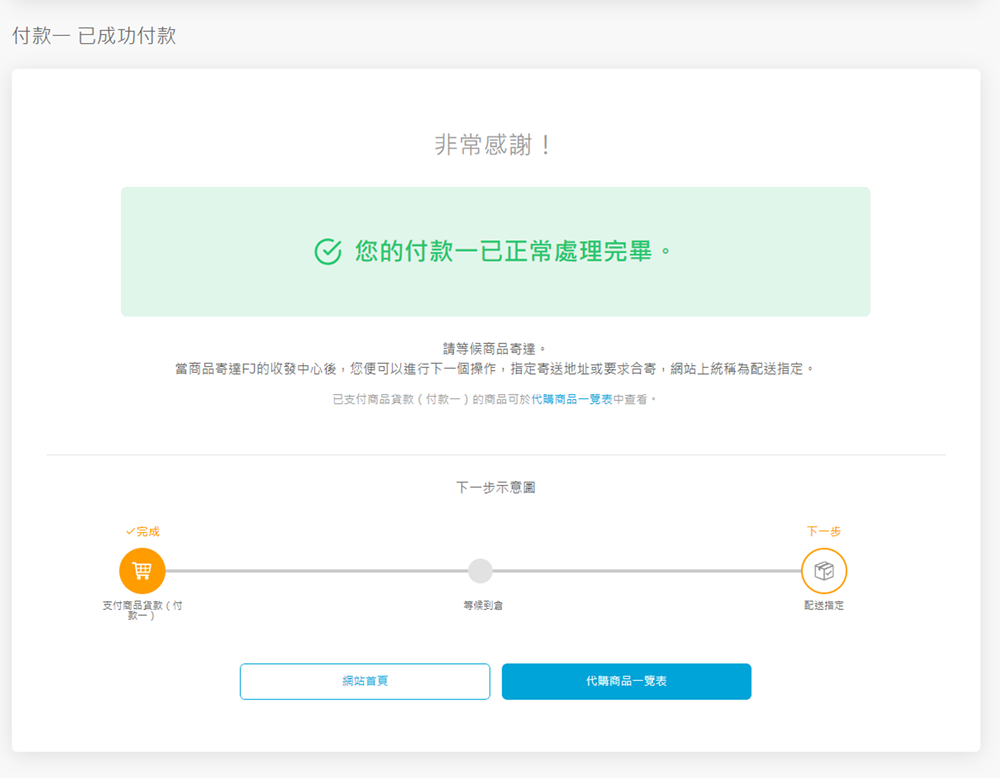 付款一 已成功付款
非常感謝！
您的付款一已正常處理完畢。
請等候商品寄達。
當商品寄達FJ的收發中心後，您便可以進行下一個操作，指定寄送地址或要求合寄，網站上統稱為配送指定。
已支付商品貨款（付款一）的商品可於代購商品一覽表中查看。
下一步示意圖
✓完成
下一步
支付商品貨款（付
款一）
等候到倉
配送指定
網站首頁
代購商品一覽表